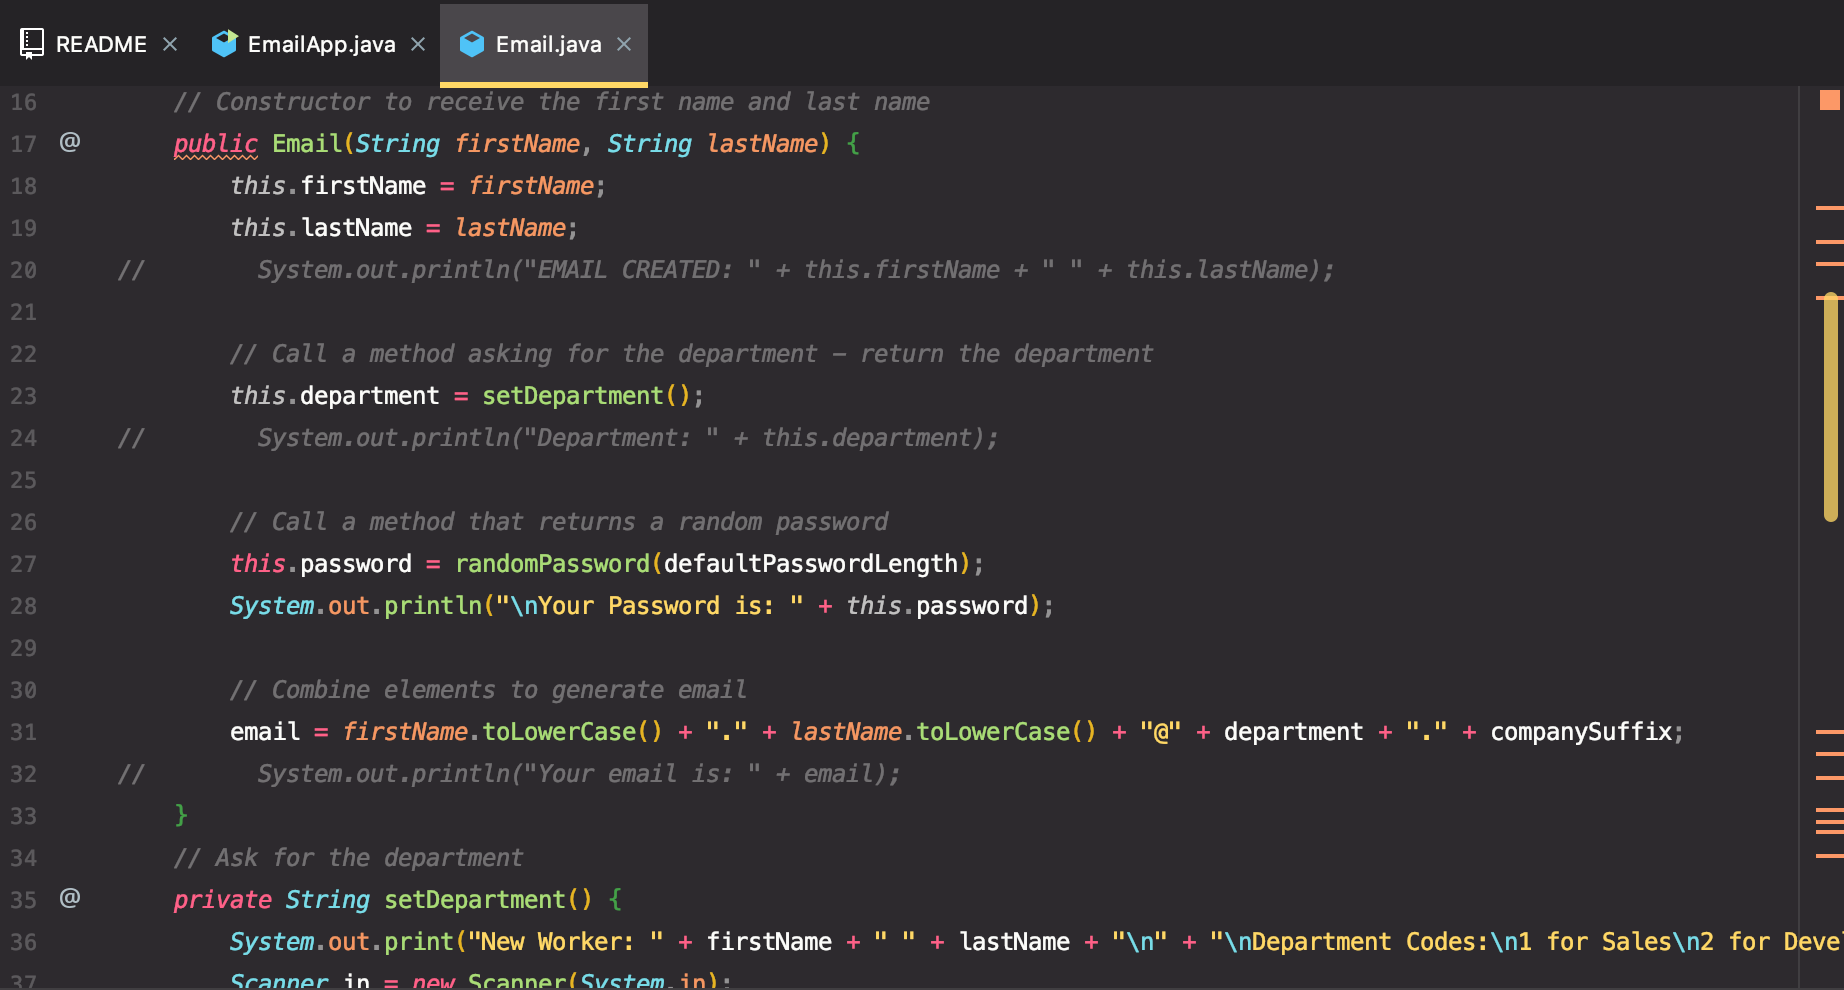 README × EmailApp.java × Email.java ×
16 // Constructor to receive the first name and last name
17 @ public Email(String firstName, String lastName) {
18 this.firstName = firstName;
19 this.lastName = lastName;
20 // System.out.println("EMAIL CREATED: " + this.firstName + " " + this.lastName);
21
22 // Call a method asking for the department – return the department
23 this.department = setDepartment();
24 // System.out.println("Department: " + this.department);
25
26 // Call a method that returns a random password
27 this.password = randomPassword(defaultPasswordLength);
28 System.out.println("\nYour Password is: " + this.password);
29
30 // Combine elements to generate email
31 email = firstName.toLowerCase() + "." + lastName.toLowerCase() + "@" + department + "." + companySuffix;
32 // System.out.println("Your email is: " + email);
33 }
34 // Ask for the department
35 @ private String setDepartment() {
36 System.out.print("New Worker: " + firstName + " " + lastName + "\n" + "\nDepartment Codes:\n1 for Sales\n2 for Deve
37 Scanner in = new Scanner(System.in);